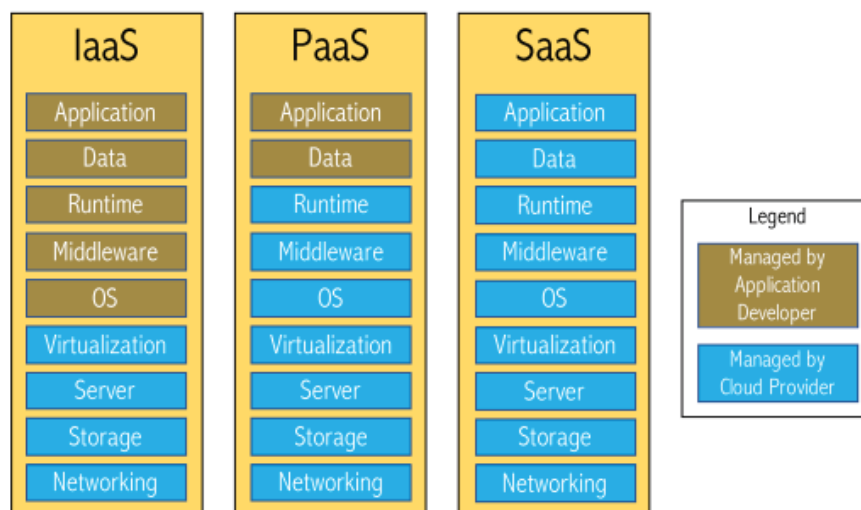 IaaS
Application
Data
Runtime
Middleware
OS
Virtualization
Server
Storage
Networking
PaaS
Application
Data
Runtime
Middleware
OS
Virtualization
Server
Storage
Networking
SaaS
Application
Data
Runtime
Middleware
OS
Virtualization
Server
Storage
Networking
Legend
Managed by
Application
Developer
Managed by
Cloud Provider